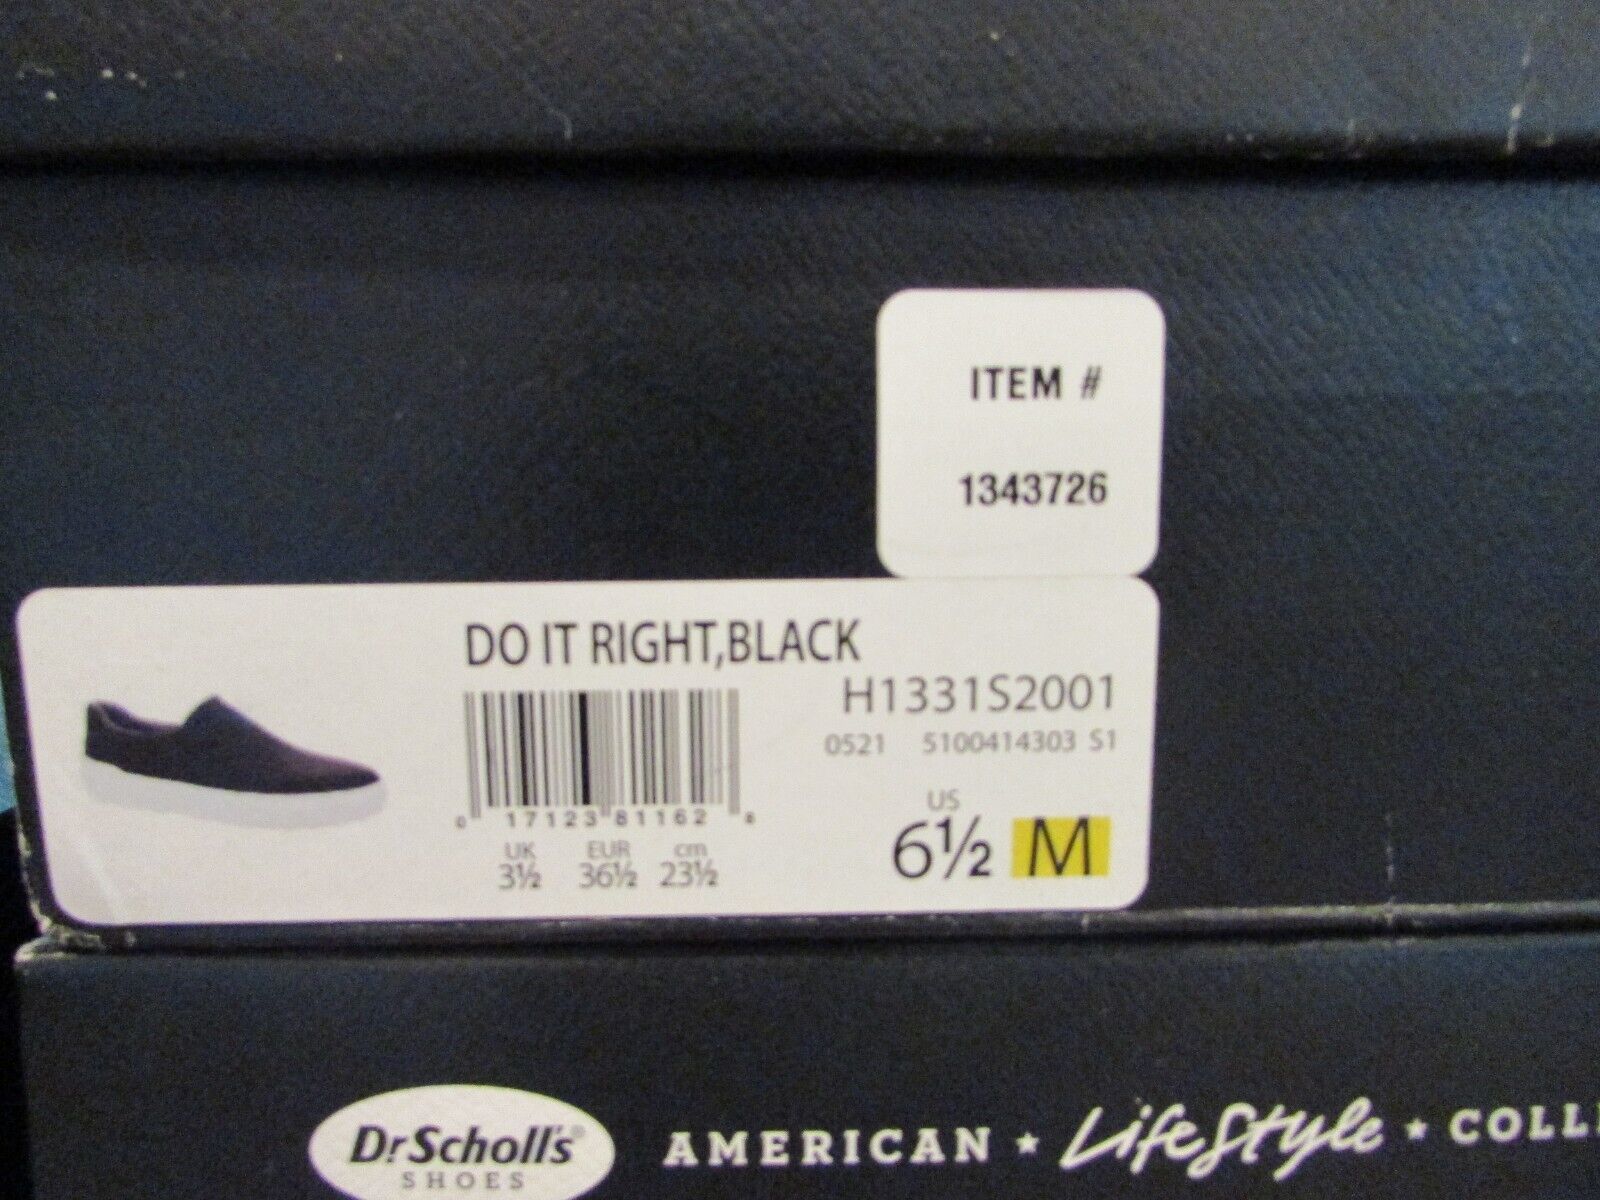 ITEM #
1343726
DO IT RIGHT,BLACK
H1331S2001
0521 5100414303 S1
0 17123 81162 6
UK EUR cm
3½ 36½ 23½
US
6½ M
Dr.Scholl's®
SHOES
AMERICAN ★ LifeStyle ★ COLL